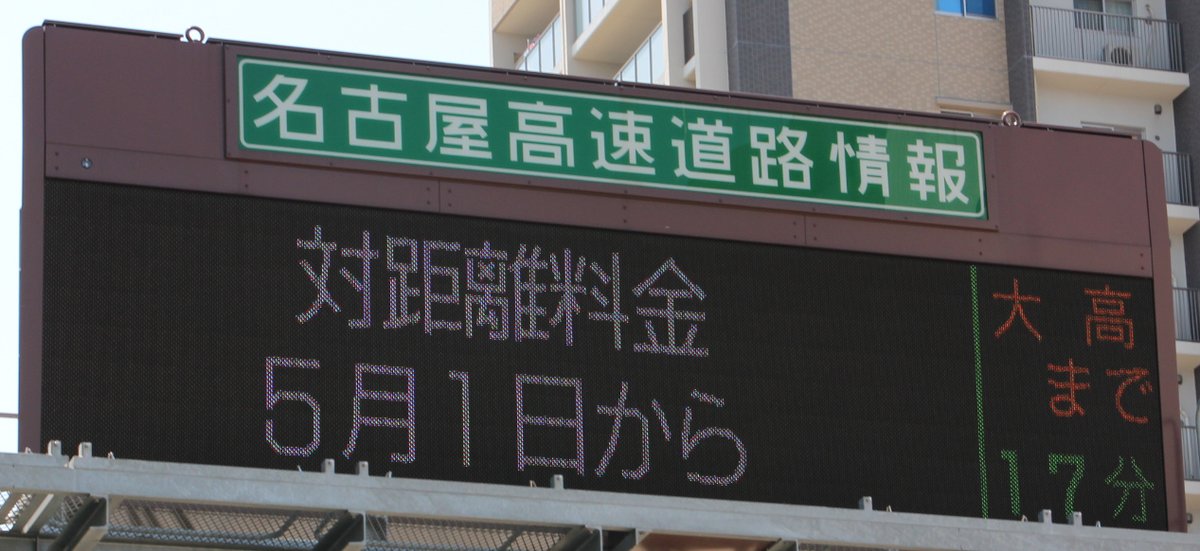 名古屋高速道路情報
対距離料金
5月1日から
大高
まで
17分